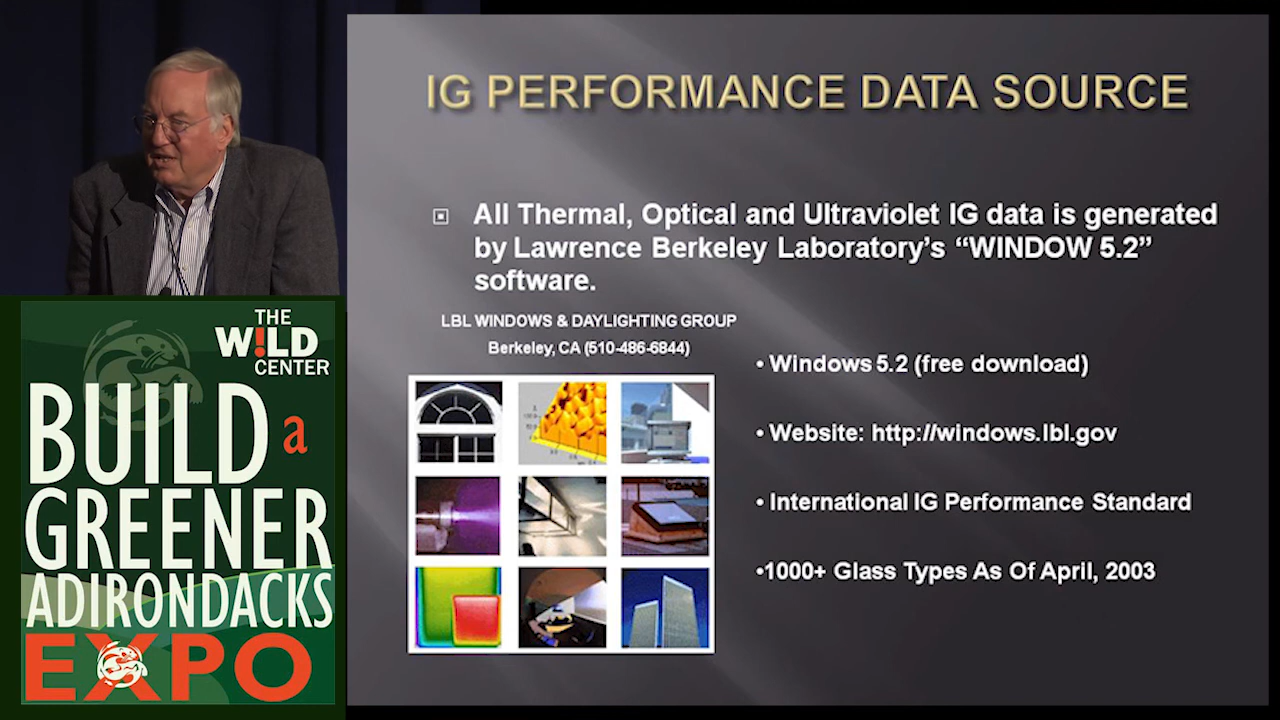 IG PERFORMANCE DATA SOURCE
All Thermal, Optical and Ultraviolet IG data is generated
by Lawrence Berkeley Laboratory's “WINDOW 5.2”
software.
LBL WINDOWS & DAYLIGHTING GROUP
Berkeley, CA (510-486-6844)
• Windows 5.2 (free download)
• Website: http://windows.lbl.gov
• International IG Performance Standard
•1000+ Glass Types As Of April, 2003
THE
W!LD
CENTER
BUILD a
GREENER
ADIRONDACKS
EXPO